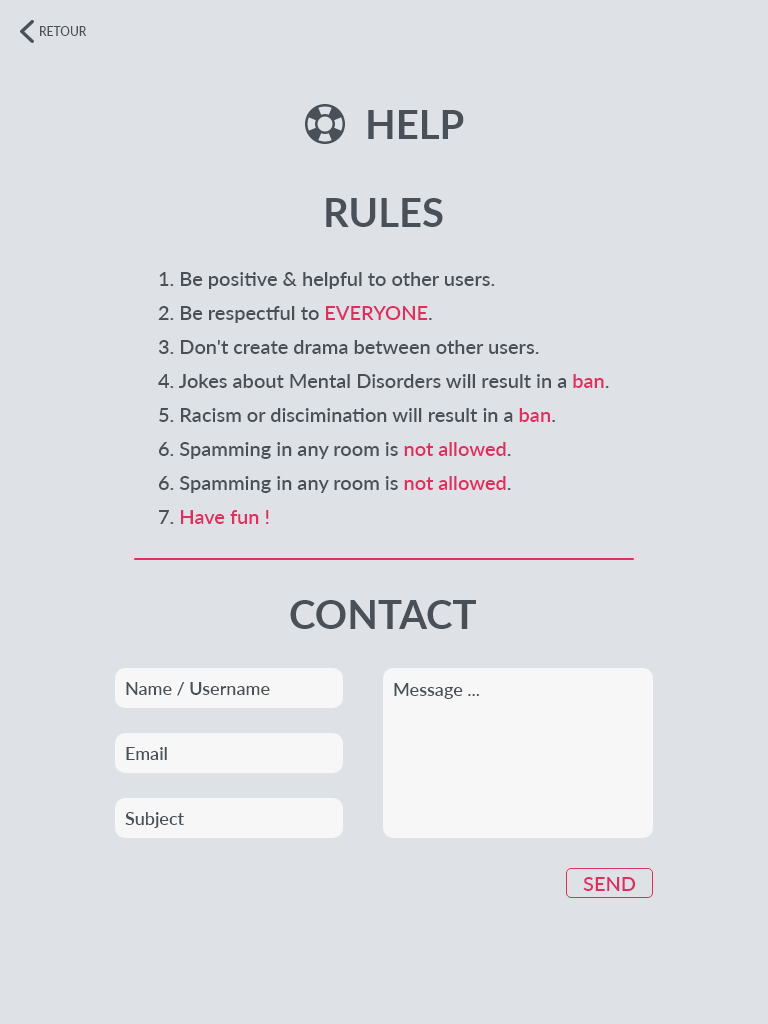 RETOUR
HELP
RULES
1. Be positive & helpful to other users.
2. Be respectful to EVERYONE.
3. Don't create drama between other users.
4. Jokes about Mental Disorders will result in a ban.
5. Racism or discimination will result in a ban.
6. Spamming in any room is not allowed.
6. Spamming in any room is not allowed.
7. Have fun !
CONTACT
Name / Username
Email
Subject
Message ...
SEND